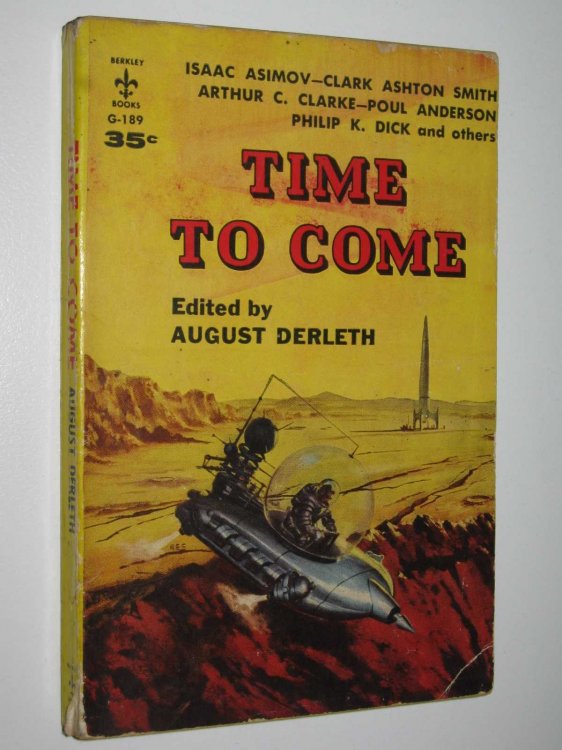 BERKLEY
BOOKS
G-189
35c
ISAAC ASIMOV—CLARK ASHTON SMITH
ARTHUR C. CLARKE—POUL ANDERSON
PHILIP K. DICK and others
TIME
TO COME
Edited by
AUGUST DERLETH
TIME TO COME AUGUST DERLETH